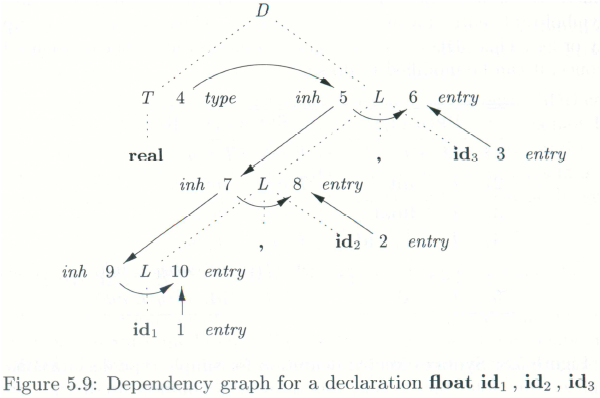 D
T 4 type inh 5 L 6 entry
real , id₃ 3 entry
inh 7 L 8 entry
, id₂ 2 entry
inh 9 L 10 entry
id₁ 1 entry
Figure 5.9: Dependency graph for a declaration float id₁ , id₂ , id₃